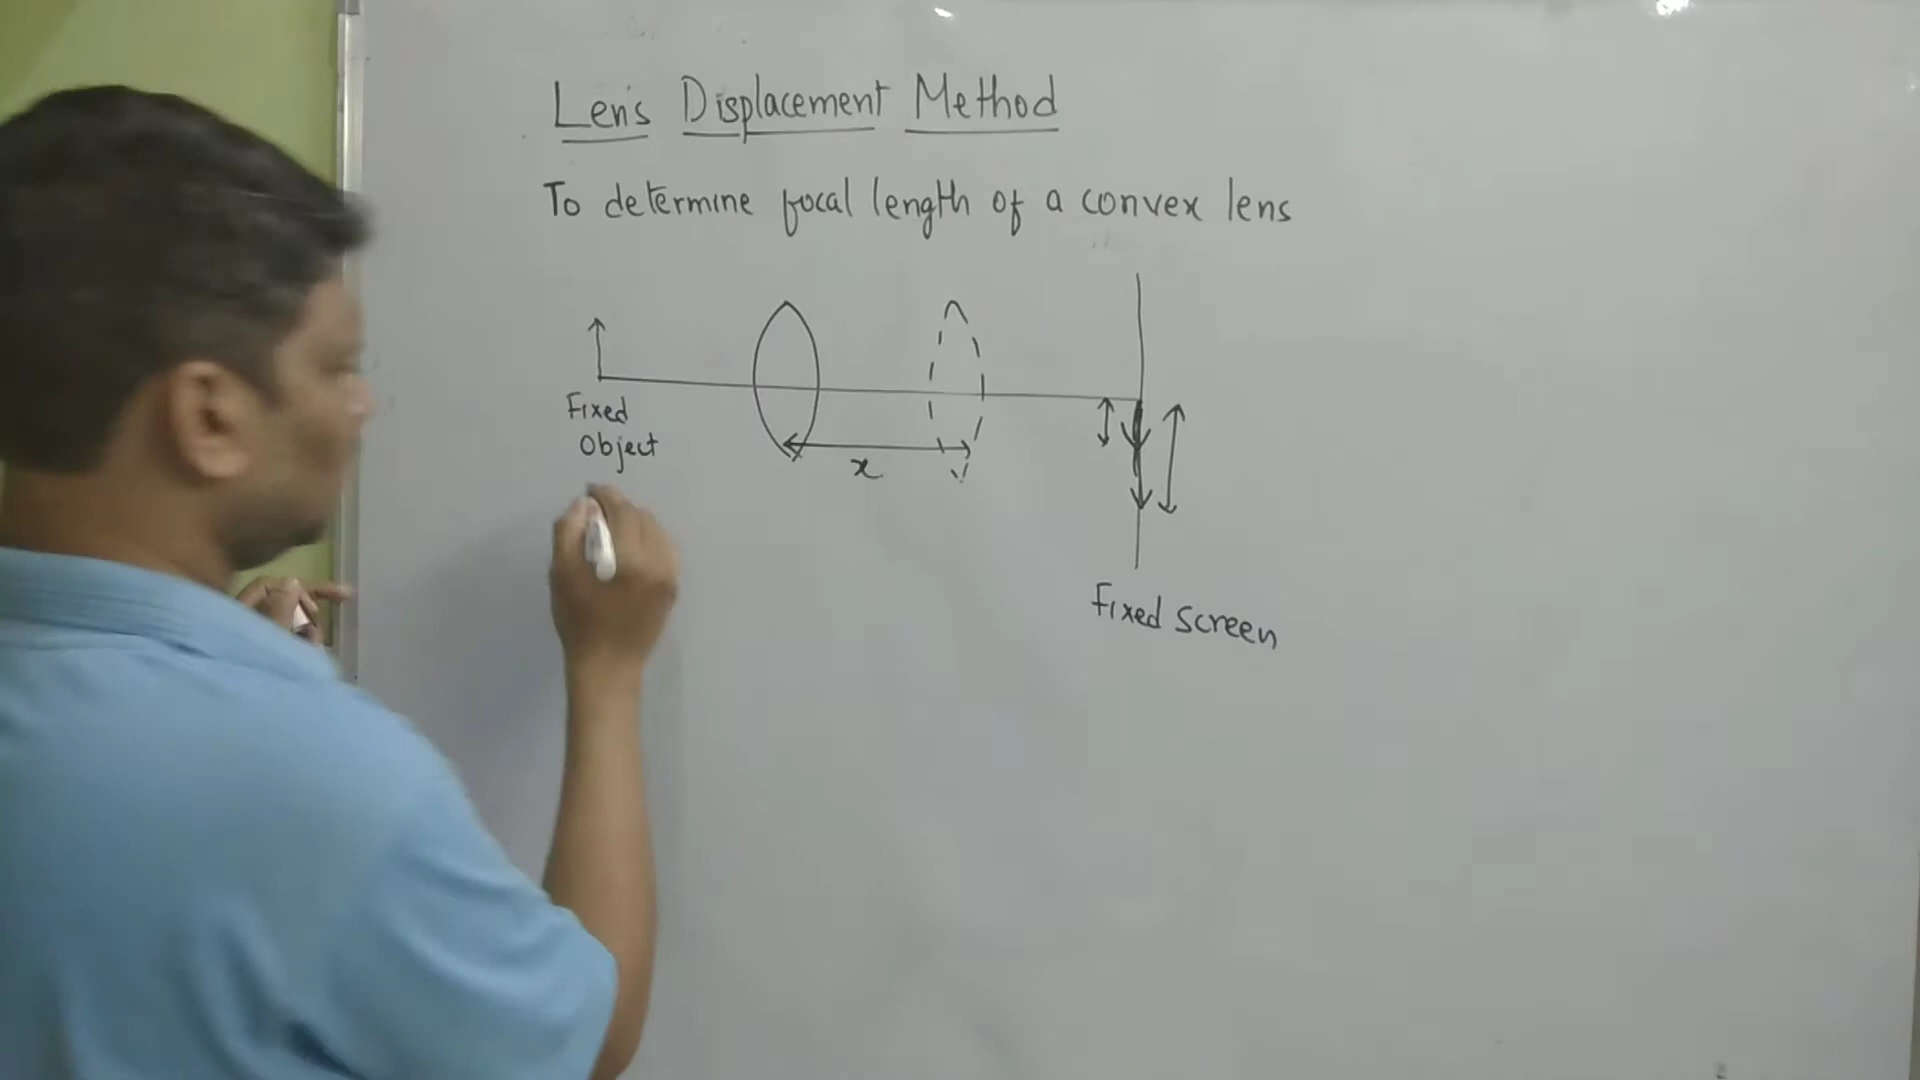 Lens Displacement Method
To determine focal length of a convex lens
Fixed
Object
x
Fixed screen